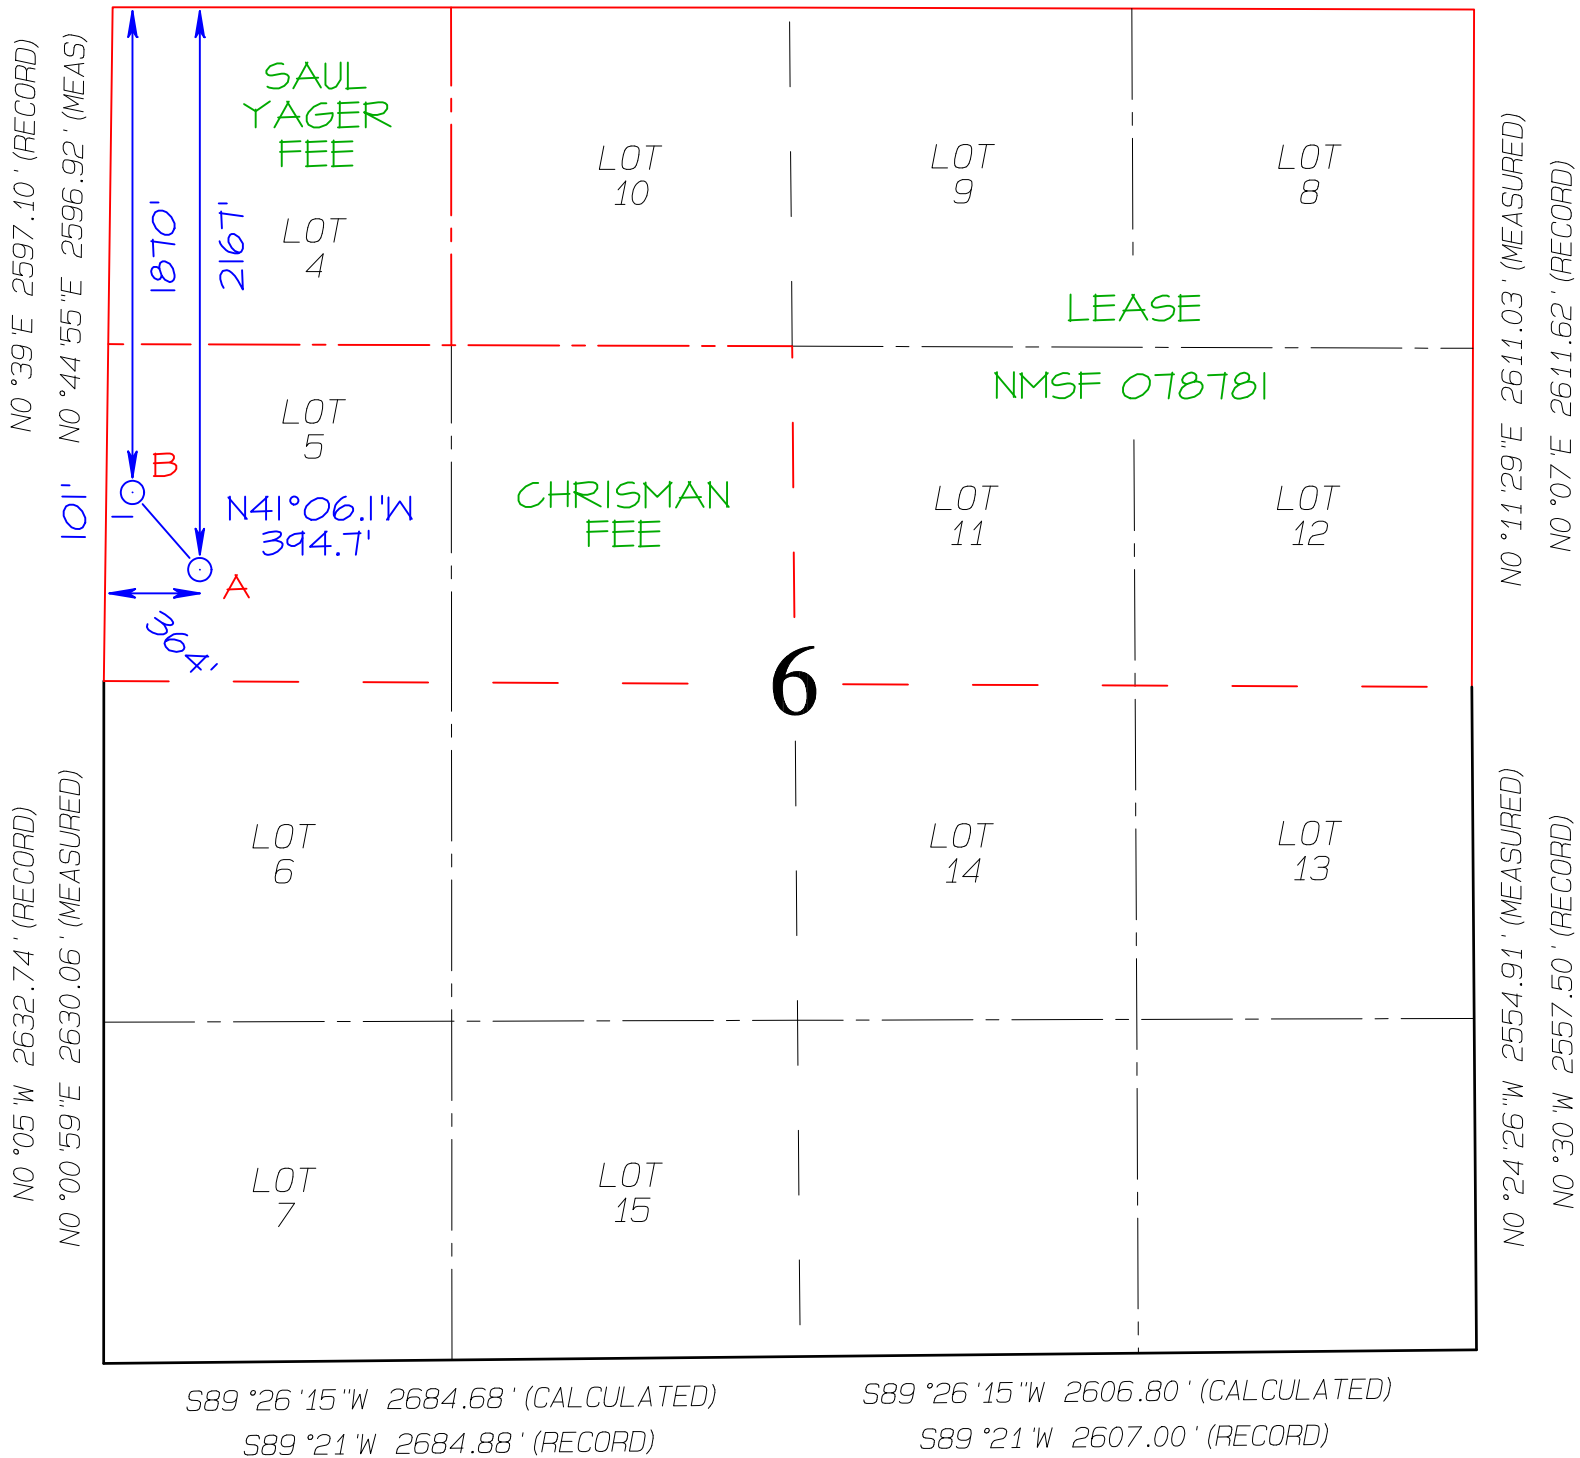 N0°39'E 2597.10' (RECORD)
N0°44'55"E 2596.92' (MEAS)
1870'
2167'
SAUL
YAGER
FEE
LOT
4
LOT
10
LOT
9
LOT
8
LEASE
NMSF 078781
N0°11'29"E 2611.03' (MEASURED)
N0°07'E 2611.62' (RECORD)
LOT
5
B
101'
N41°06.1'W
394.7'
A
364'
CHRISMAN
FEE
LOT
11
LOT
12
6
N0°05'W 2632.74' (RECORD)
N0°00'59"E 2630.06' (MEASURED)
LOT
6
LOT
14
LOT
13
N0°24'26"W 2554.91' (MEASURED)
N0°30'W 2557.50' (RECORD)
LOT
7
LOT
15
S89°26'15"W 2684.68' (CALCULATED)
S89°21'W 2684.88' (RECORD)
S89°26'15"W 2606.80' (CALCULATED)
S89°21'W 2607.00' (RECORD)